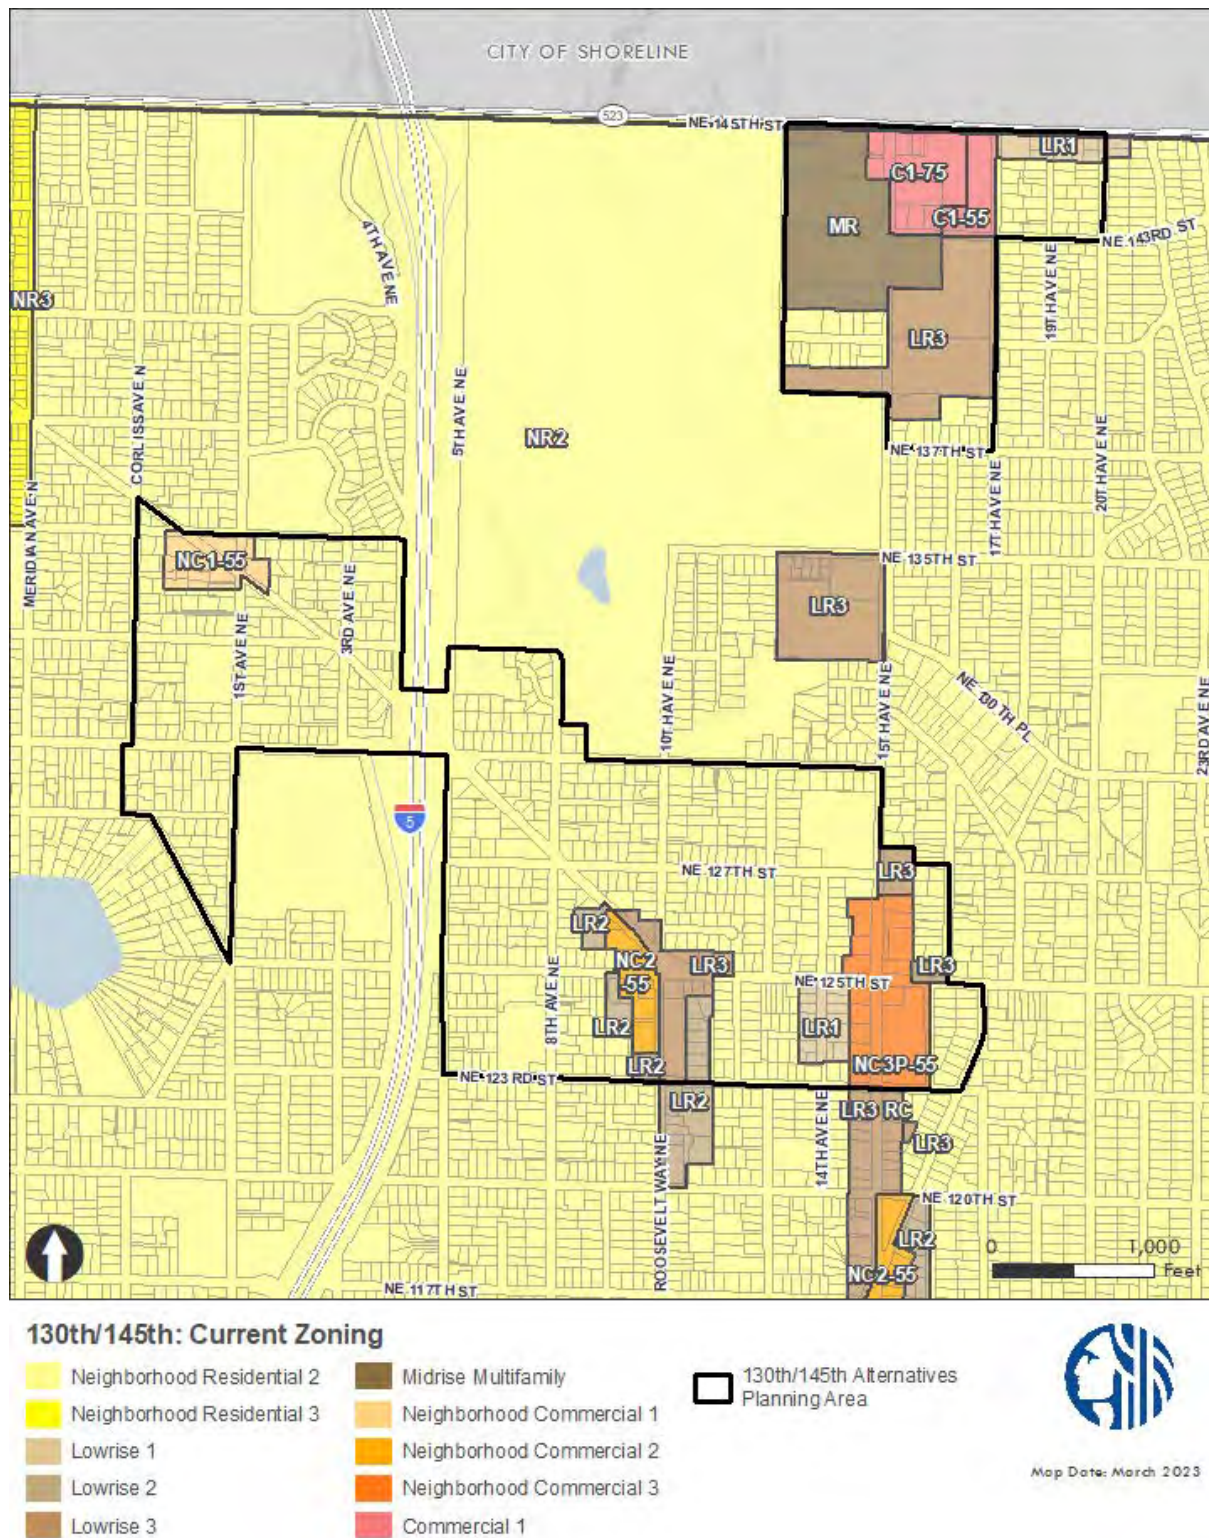 CITY OF SHORELINE
523
NE 145TH ST
LR1
C1-75
C1-55
MR
4TH AVE NE
NE 143RD ST
19TH AVE NE
NR3
LR3
CORLISS AVE N
5TH AVE NE
NR2
20TH AVE NE
NE 137TH ST
17TH AVE NE
MERIDIAN AVE N
NC1-55
NE 135TH ST
3RD AVE NE
LR3
1ST AVE NE
10TH AVE NE
15TH AVE NE
NE 130TH PL
23RD AVE NE
5
NE 127TH ST
LR3
LR2
NC2
-55
LR3
LR3
NE 125TH ST
8TH AVE NE
LR2
LR1
LR2
NC3P-55
NE 123RD ST
LR2
14TH AVE NE
LR3 RC
LR3
ROOSEVELT WAY NE
NE 120TH ST
LR2
0
1,000
Feet
NC2-55
NE 117TH ST
130th/145th: Current Zoning
Neighborhood Residential 2
Neighborhood Residential 3
Lowrise 1
Lowrise 2
Lowrise 3
Midrise Multifamily
Neighborhood Commercial 1
Neighborhood Commercial 2
Neighborhood Commercial 3
Commercial 1
130th/145th Alternatives
Planning Area
Map Date: March 2023